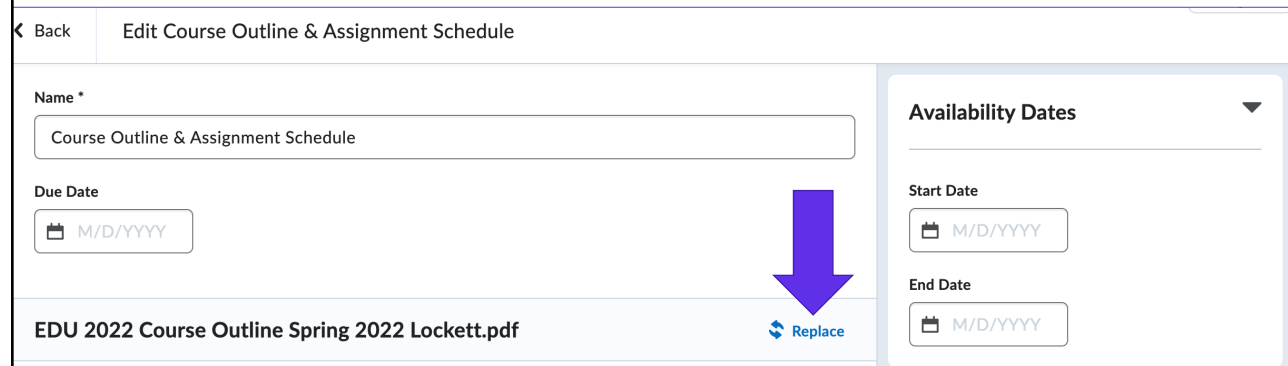 Back
Edit Course Outline & Assignment Schedule
Name *
Course Outline & Assignment Schedule
Due Date
M/D/YYYY
EDU 2022 Course Outline Spring 2022 Lockett.pdf
Replace
Availability Dates
Start Date
M/D/YYYY
End Date
M/D/YYYY